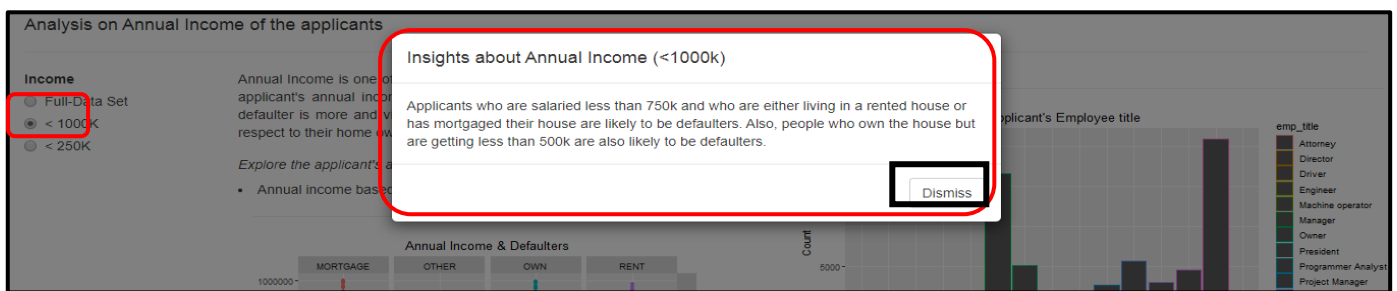 Analysis on Annual Income of the applicants
Income
Full-Data Set
< 1000K
< 250K
Annual Income is one of
applicant's annual
defaulter is more and
respect to their home
Explore the applicant's
• Annual income based
Insights about Annual Income (<1000k)
Applicants who are salaried less than 750k and who are either living in a rented house or
has mortgaged their house are likely to be defaulters. Also, people who own the house but
are getting less than 500k are also likely to be defaulters.
Dismiss
Annual Income & Defaulters
MORTGAGE OTHER OWN RENT
1000000
Applicant's Employee title
Count
5000
emp_title
Attorney
Director
Driver
Engineer
Machine operator
Manager
Owner
President
Programmer Analyst
Project Manager